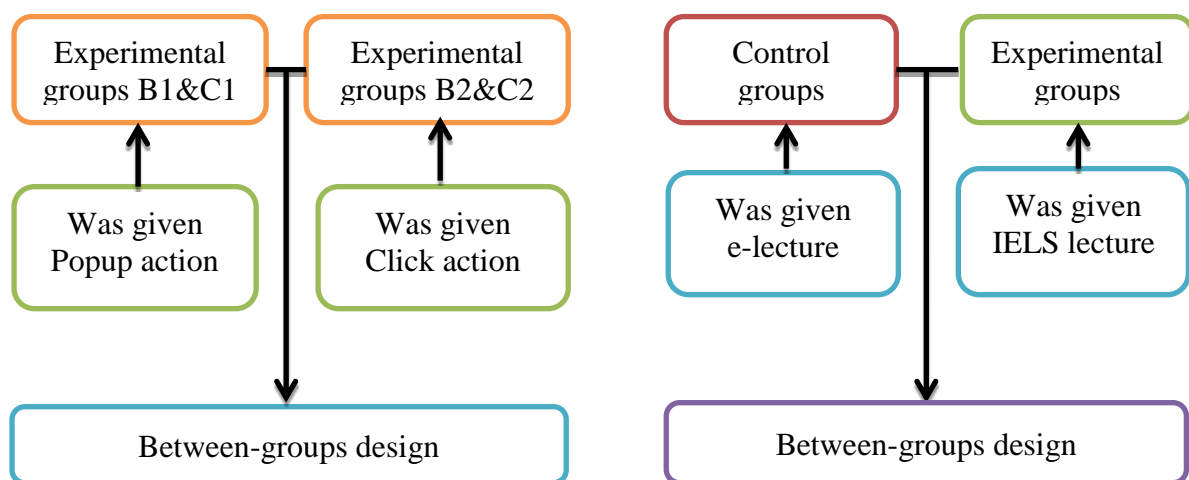 Experimental
groups B1&C1
Experimental
groups B2&C2
Was given
Popup action
Was given
Click action
Between-groups design
Control
groups
Experimental
groups
Was given
e-lecture
Was given
IELS lecture
Between-groups design